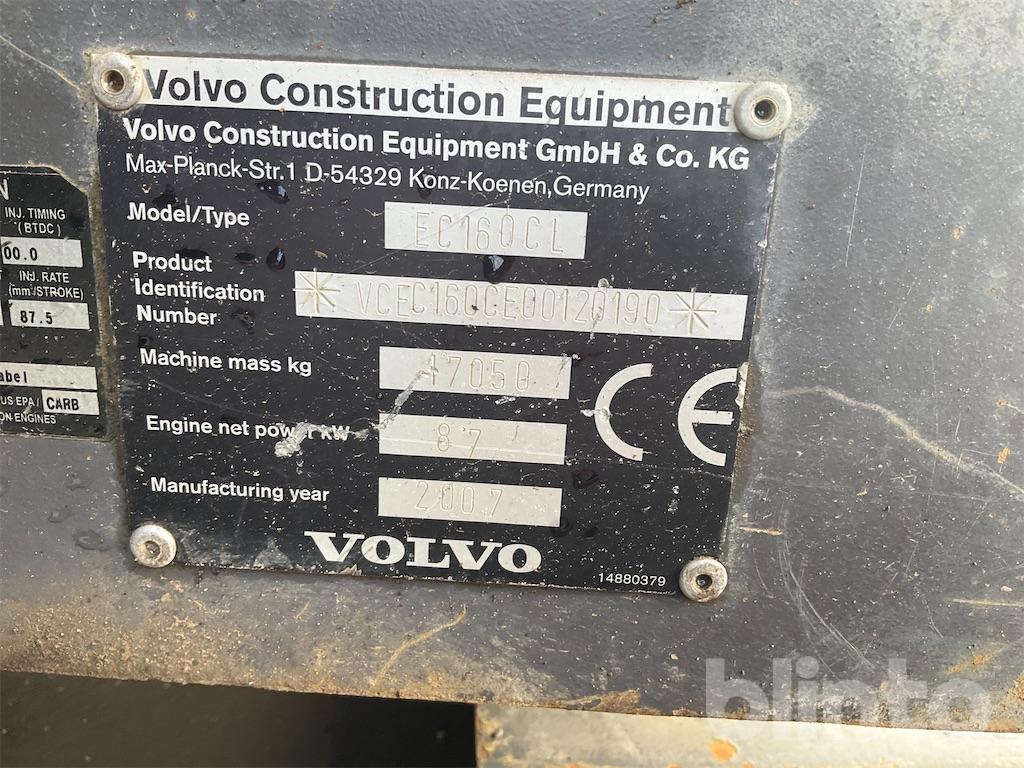 Volvo Construction Equipment
Volvo Construction Equipment GmbH & Co. KG
Max-Planck-Str.1 D-54329 Konz-Koenen,Germany
Model/Type EC160CL
Product
Identification
Number
*VCEC160CE00120190*
Machine mass kg 17050
Engine net power kW 87
Manufacturing year 2007
CE
VOLVO
14880379
N
INJ. TIMING
(BTDC)
00.0
INJ. RATE
(mm³/STROKE)
87.5
abel
US EPA/ CARB
ON ENGINES
blinto